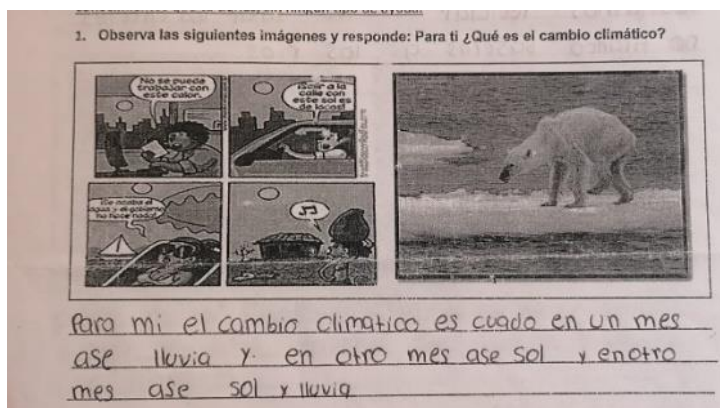 1. Observa las siguientes imágenes y responde: Para ti ¿Qué es el cambio climático?
No se puede
trabajar con
este calor.
¡Salir a la
calle con
este sol es
de locos!
¡Se acaba el
agua y el gobierno
no hace nada!
Para mi el cambio climatico es cuado en un mes
ase lluvia y. en otro mes ase sol y en otro
mes ase sol y lluvia